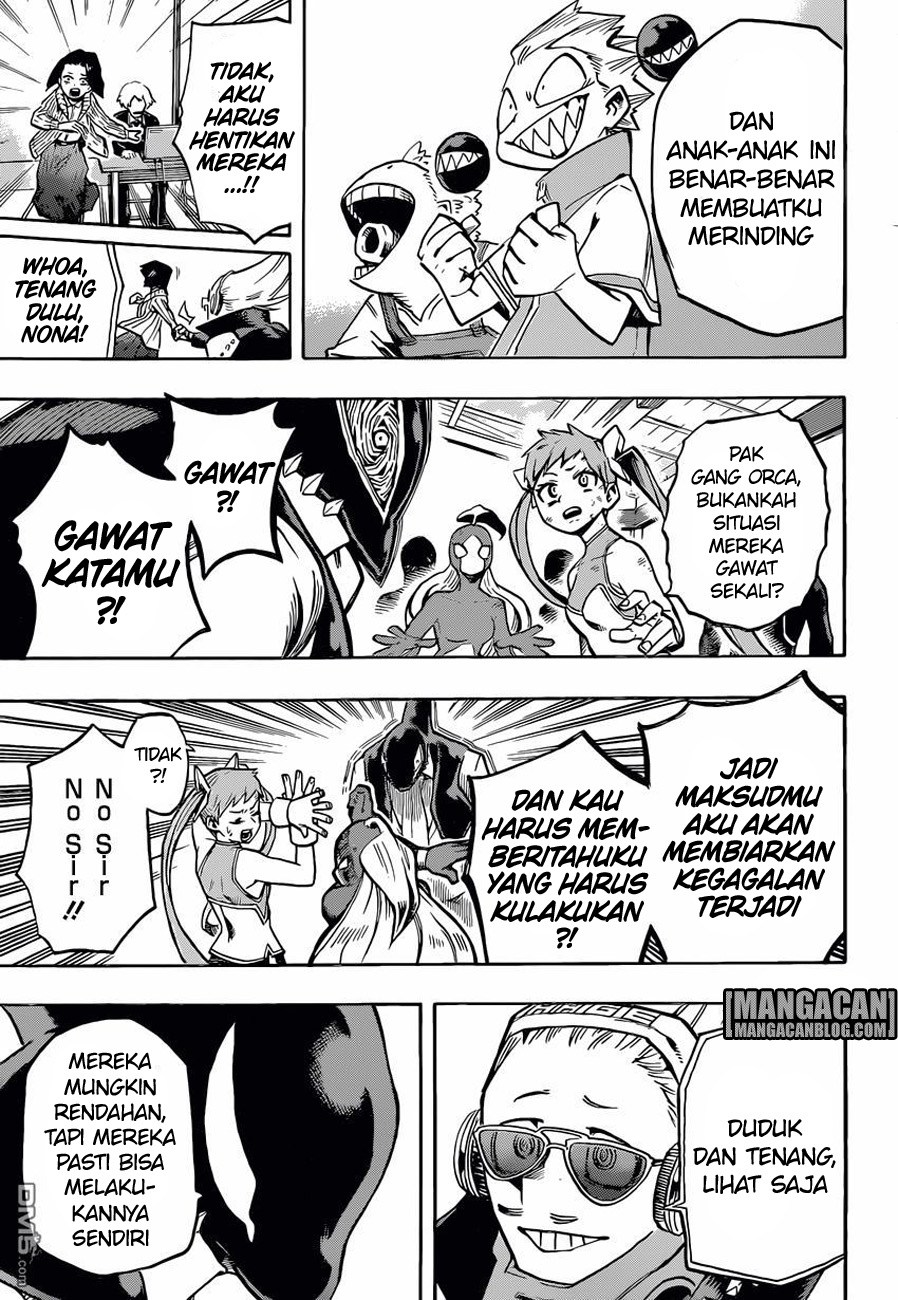 DAN
ANAK-ANAK INI
BENAR-BENAR
MEMBUATKU
MERINDING
TIDAK,
AKU
HARUS
HENTIKAN
MEREKA
...!!
WHOA,
TENANG
DULU,
NONA!
PAK
GANG ORCA,
BUKANKAH
SITUASI
MEREKA
GAWAT
SEKALI?
GAWAT
?!
GAWAT
KATAMU
?!
JADI
MAKSUDMU
AKU AKAN
MEMBIARKAN
KEGAGALAN
TERJADI
DAN KAU
HARUS MEM-
BERITAHUKU
YANG HARUS
KULAKUKAN
?!
TIDAK
?!
No Sir
No Sir!!
[MANGACAN]
MANGACANBLOG.COM
DUDUK
DAN TENANG,
LIHAT SAJA
MEREKA
MUNGKIN
RENDAHAN,
TAPI MEREKA
PASTI BISA
MELAKU-
KANNYA
SENDIRI